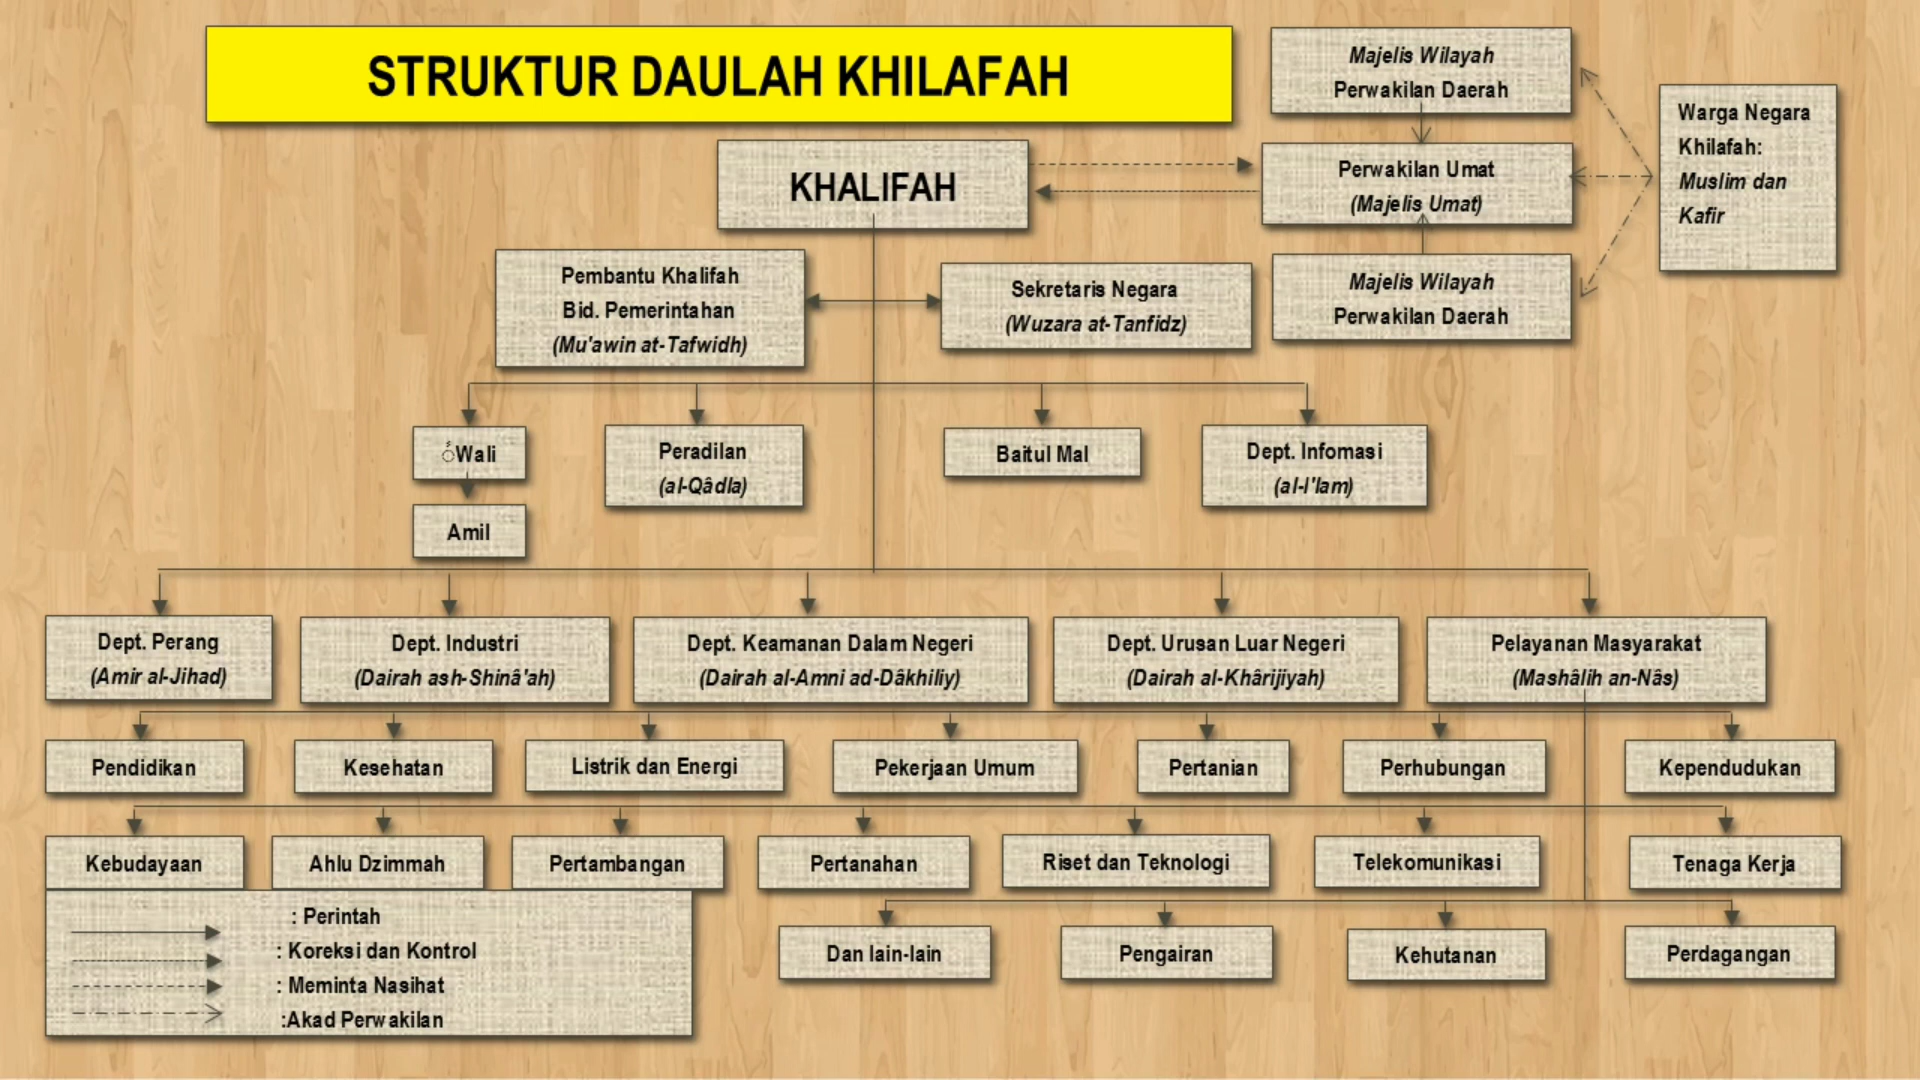 STRUKTUR DAULAH KHILAFAH
Majelis Wilayah
Perwakilan Daerah
Warga Negara
Khilafah:
Muslim dan
Kafir
KHALIFAH
Perwakilan Umat
(Majelis Umat)
Pembantu Khalifah
Bid. Pemerintahan
(Mu'awin at-Tafwidh)
Sekretaris Negara
(Wuzara at-Tanfidz)
Majelis Wilayah
Perwakilan Daerah
Wali
Peradilan
(al-Qâdla)
Baitul Mal
Dept. Infomasi
(al-I'lam)
Amil
Dept. Perang
(Amir al-Jihad)
Dept. Industri
(Dairah ash-Shinâ'ah)
Dept. Keamanan Dalam Negeri
(Dairah al-Amni ad-Dâkhiliy)
Dept. Urusan Luar Negeri
(Dairah al-Khârijiyah)
Pelayanan Masyarakat
(Mashâlih an-Nâs)
Pendidikan
Kesehatan
Listrik dan Energi
Pekerjaan Umum
Pertanian
Perhubungan
Kependudukan
Kebudayaan
Ahlu Dzimmah
Pertambangan
Pertanahan
Riset dan Teknologi
Telekomunikasi
Tenaga Kerja
Dan lain-lain
Pengairan
Kehutanan
Perdagangan
: Perintah
: Koreksi dan Kontrol
: Meminta Nasihat
:Akad Perwakilan